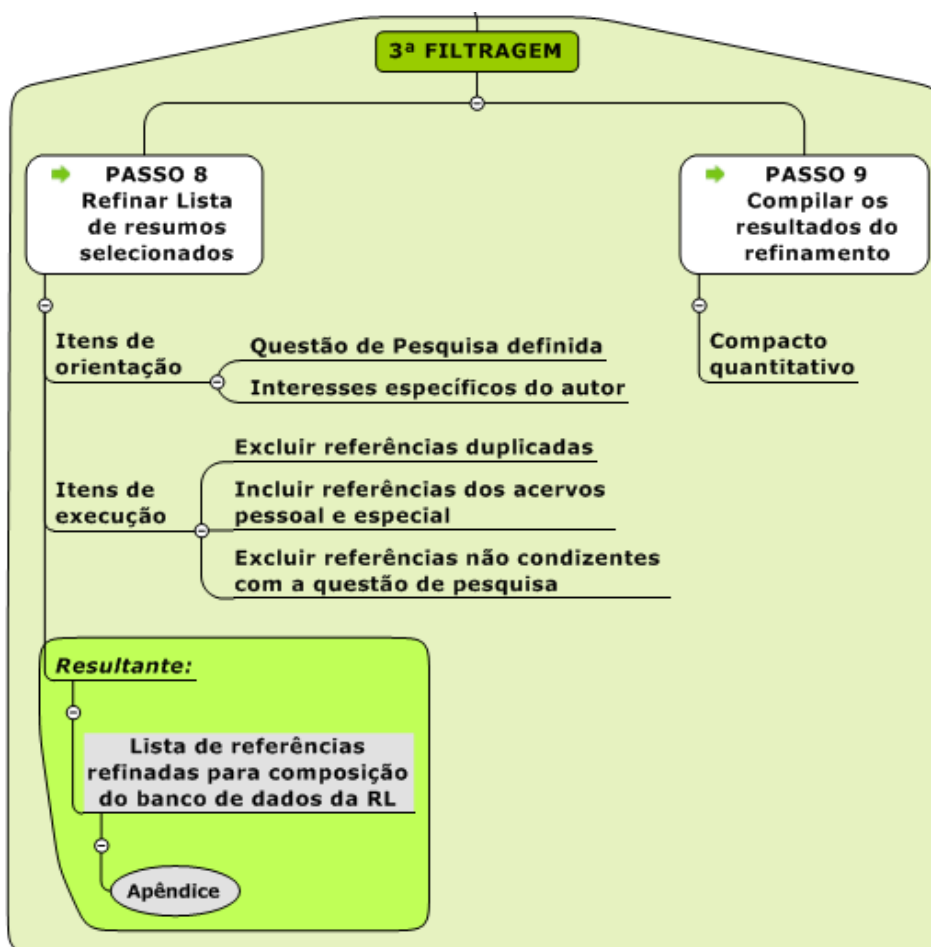 3ª FILTRAGEM
PASSO 8
Refinar Lista
de resumos
selecionados
PASSO 9
Compilar os
resultados do
refinamento
Itens de
orientação
Questão de Pesquisa definida
Interesses específicos do autor
Compacto
quantitativo
Itens de
execução
Excluir referências duplicadas
Incluir referências dos acervos
pessoal e especial
Excluir referências não condizentes
com a questão de pesquisa
Resultante:
Lista de referências
refinadas para composição
do banco de dados da RL
Apêndice